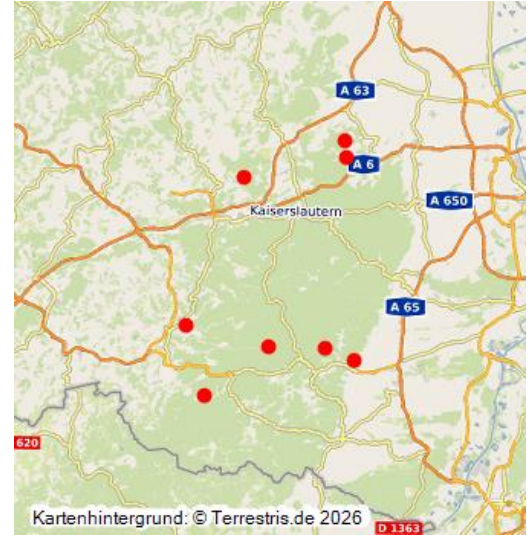 A 63
A 6
A 650
Kaiserslautern
A 65
620
Kartenhintergrund: © Terrestris.de 2026
D 1363